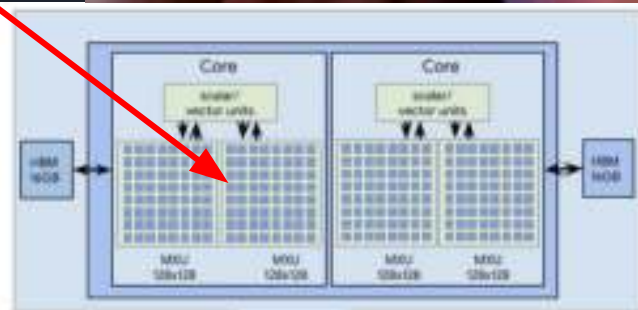 Core
Core
scalar/
vector units
scalar/
vector units
HBM
16GB
HBM
16GB
MXU
128x128
MXU
128x128
MXU
128x128
MXU
128x128